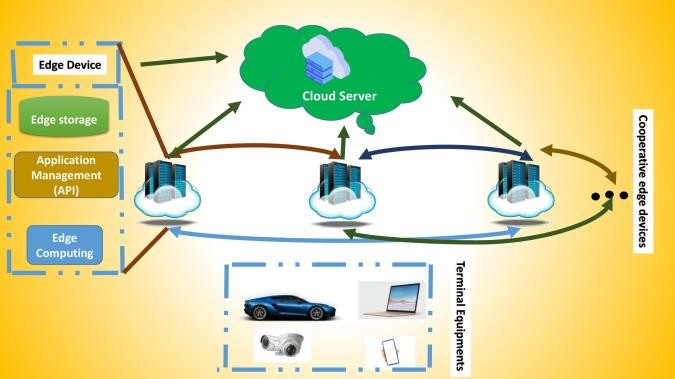 Edge Device
Edge storage
Application
Management
(API)
Edge
Computing
Cloud Server
Cooperative edge devices
Terminal Equipments